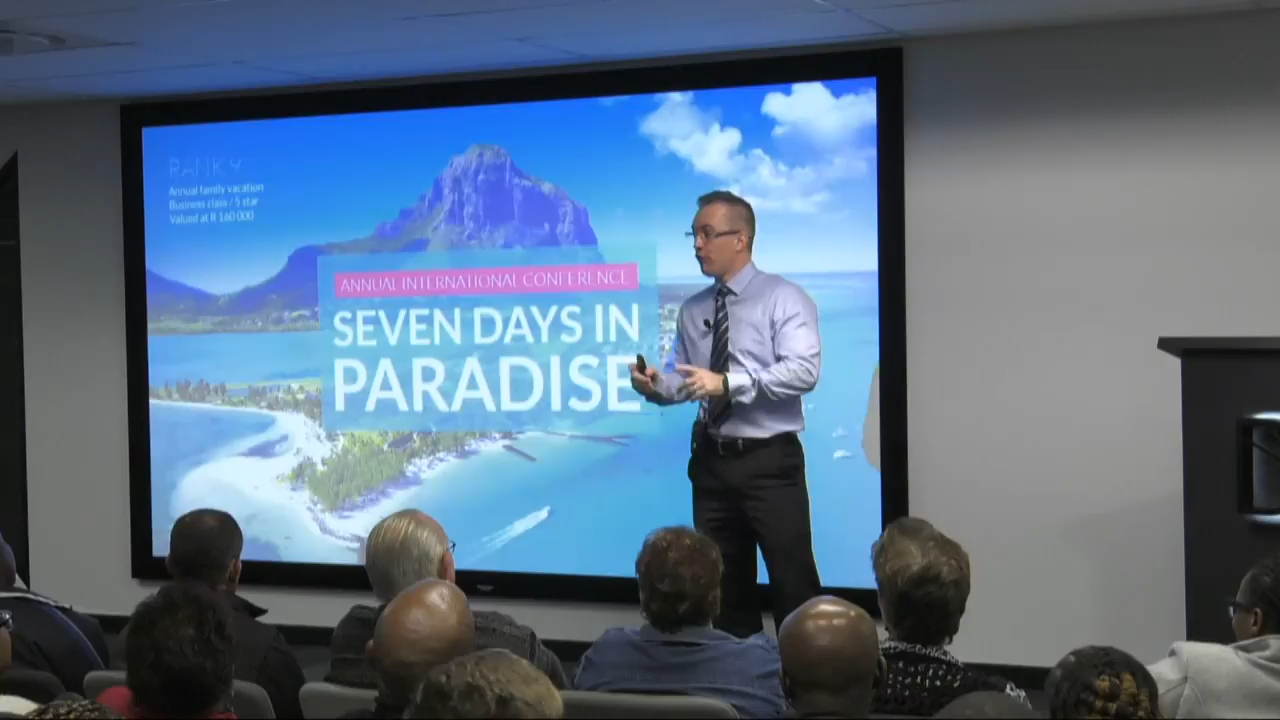 RANK 9
Annual family vacation
Business class / 5 star
Valued at R 160 000
ANNUAL INTERNATIONAL CONFERENCE
SEVEN DAYS IN
PARADISE